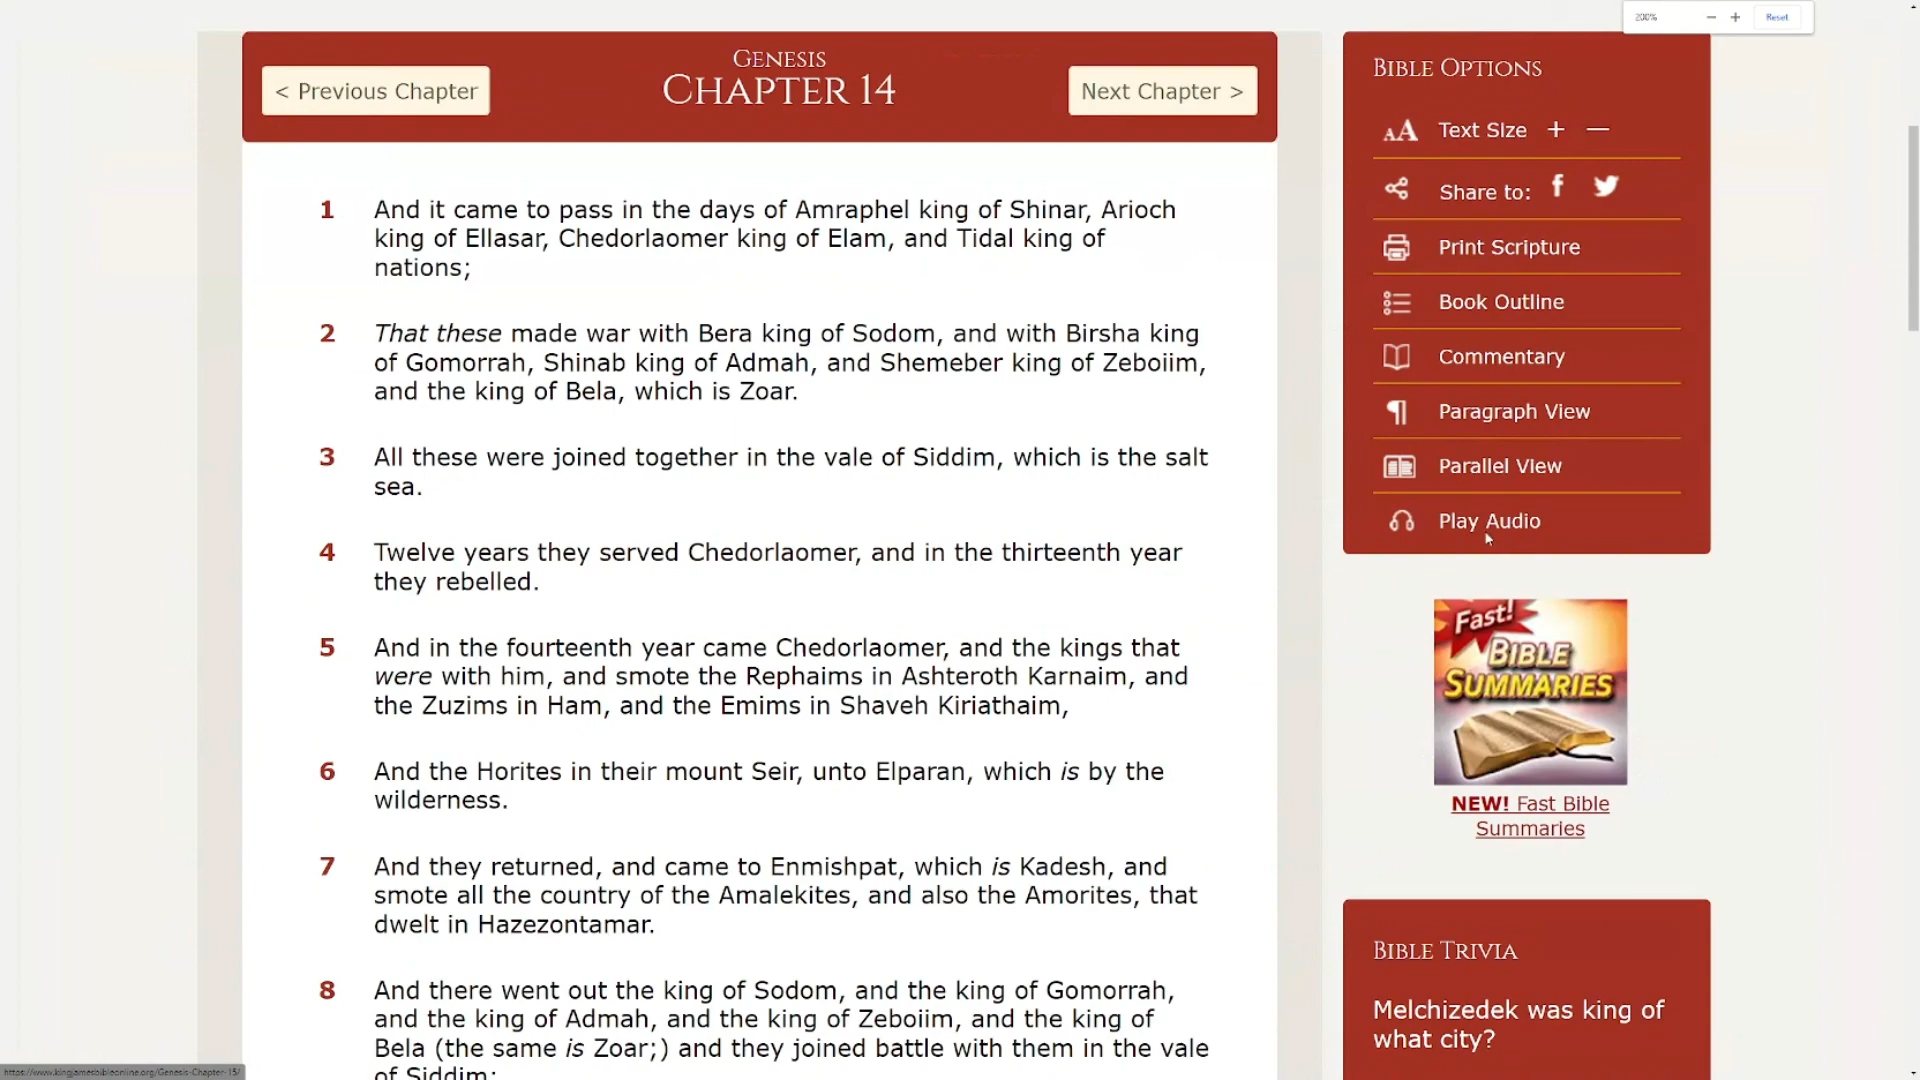 200%
Reset
GENESIS
< Previous Chapter
CHAPTER 14
Next Chapter >
1 And it came to pass in the days of Amraphel king of Shinar, Arioch
king of Ellasar, Chedorlaomer king of Elam, and Tidal king of
nations;
2 That these made war with Bera king of Sodom, and with Birsha king
of Gomorrah, Shinab king of Admah, and Shemeber king of Zeboiim,
and the king of Bela, which is Zoar.
3 All these were joined together in the vale of Siddim, which is the salt
sea.
4 Twelve years they served Chedorlaomer, and in the thirteenth year
they rebelled.
5 And in the fourteenth year came Chedorlaomer, and the kings that
were with him, and smote the Rephaims in Ashteroth Karnaim, and
the Zuzims in Ham, and the Emims in Shaveh Kiriathaim,
6 And the Horites in their mount Seir, unto Elparan, which is by the
wilderness.
7 And they returned, and came to Enmishpat, which is Kadesh, and
smote all the country of the Amalekites, and also the Amorites, that
dwelt in Hazezontamar.
8 And there went out the king of Sodom, and the king of Gomorrah,
and the king of Admah, and the king of Zeboiim, and the king of
Bela (the same is Zoar;) and they joined battle with them in the vale
of Siddim;
BIBLE OPTIONS
AA Text Size + —
Share to: f
Print Scripture
Book Outline
Commentary
¶ Paragraph View
Parallel View
Play Audio
Fast!
BIBLE
SUMMARIES
NEW! Fast Bible
Summaries
BIBLE TRIVIA
Melchizedek was king of
what city?
https://www.kingjamesbibleonline.org/Genesis-Chapter-15/